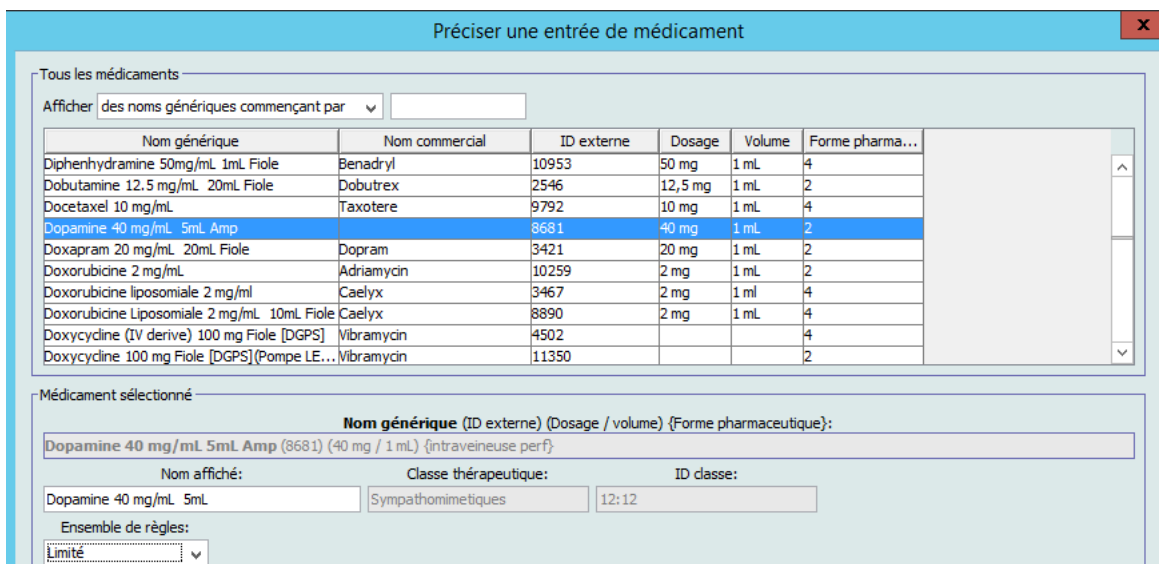 Préciser une entrée de médicament
x
Tous les médicaments
Afficher des noms génériques commençant par
Nom générique Nom commercial ID externe Dosage Volume Forme pharma...
Diphenhydramine 50mg/mL 1mL Fiole Benadryl 10953 50 mg 1 mL 4
Dobutamine 12.5 mg/mL 20mL Fiole Dobutrex 2546 12,5 mg 1 mL 2
Docetaxel 10 mg/mL Taxotere 9792 10 mg 1 mL 4
Dopamine 40 mg/mL 5mL Amp 8681 40 mg 1 mL 2
Doxapram 20 mg/mL 20mL Fiole Dopram 3421 20 mg 1 mL 2
Doxorubicine 2 mg/mL Adriamycin 10259 2 mg 1 mL 2
Doxorubicine liposomiale 2 mg/ml Caelyx 3467 2 mg 1 ml 4
Doxorubicine Liposomiale 2 mg/mL 10mL Fiole Caelyx 8890 2 mg 1 mL 4
Doxycycline (IV derive) 100 mg Fiole [DGPS] Vibramycin 4502 4
Doxycycline 100 mg Fiole [DGPS](Pompe LE... Vibramycin 11350 2
Médicament sélectionné
Nom générique (ID externe) (Dosage / volume) {Forme pharmaceutique}:
Dopamine 40 mg/mL 5mL Amp (8681) (40 mg / 1 mL) {intraveineuse perf}
Nom affiché: Classe thérapeutique: ID classe:
Dopamine 40 mg/mL 5mL Sympathomimetiques 12:12
Ensemble de règles:
Limité